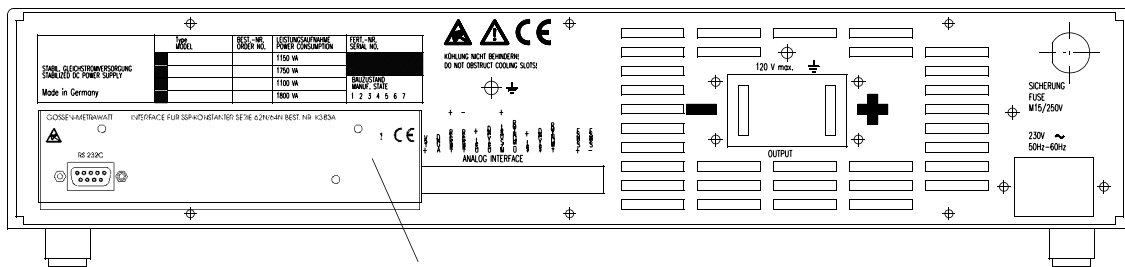 Type
MODEL
BEST.-NR.
ORDER NO.
LEISTUNGSAUFNAHME
POWER CONSUMPTION
FERT.-NR.
SERIAL NO.
STABIL. GLEICHSTROMVERSORGUNG
STABILIZED DC POWER SUPPLY
Made in Germany
1150 VA
1750 VA
1100 VA
1800 VA
BAUZUSTAND
MANUF. STATE
1 2 3 4 5 6 7
CE
KÜHLUNG NICHT BEHINDERN!
DO NOT OBSTRUCT COOLING SLOTS!
GOSSEN-METRAWATT
INTERFACE FÜR SSP-KONSTANTER SERIE 62N/64N BEST. NR. K383A
! CE
RS 232C
ANALOG INTERFACE
120 V max.
OUTPUT
SICHERUNG
FUSE
M15/250V
230V ~
50Hz-60Hz